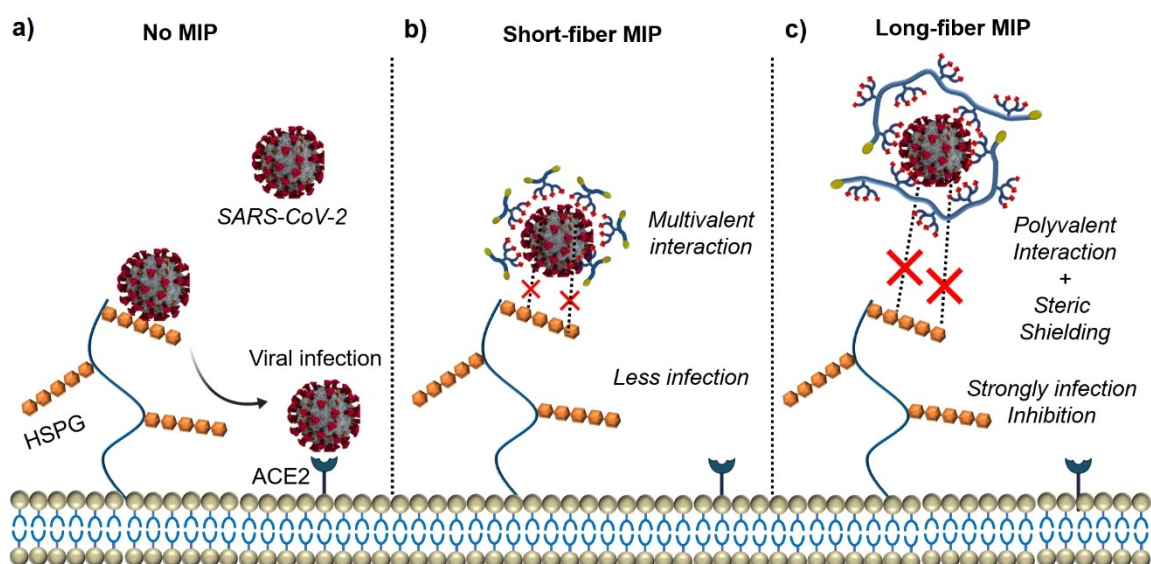 a)
No MIP
SARS-CoV-2
Viral infection
HSPG
ACE2
b)
Short-fiber MIP
Multivalent
interaction
Less infection
c)
Long-fiber MIP
Polyvalent
Interaction
+
Steric
Shielding
Strongly infection
Inhibition